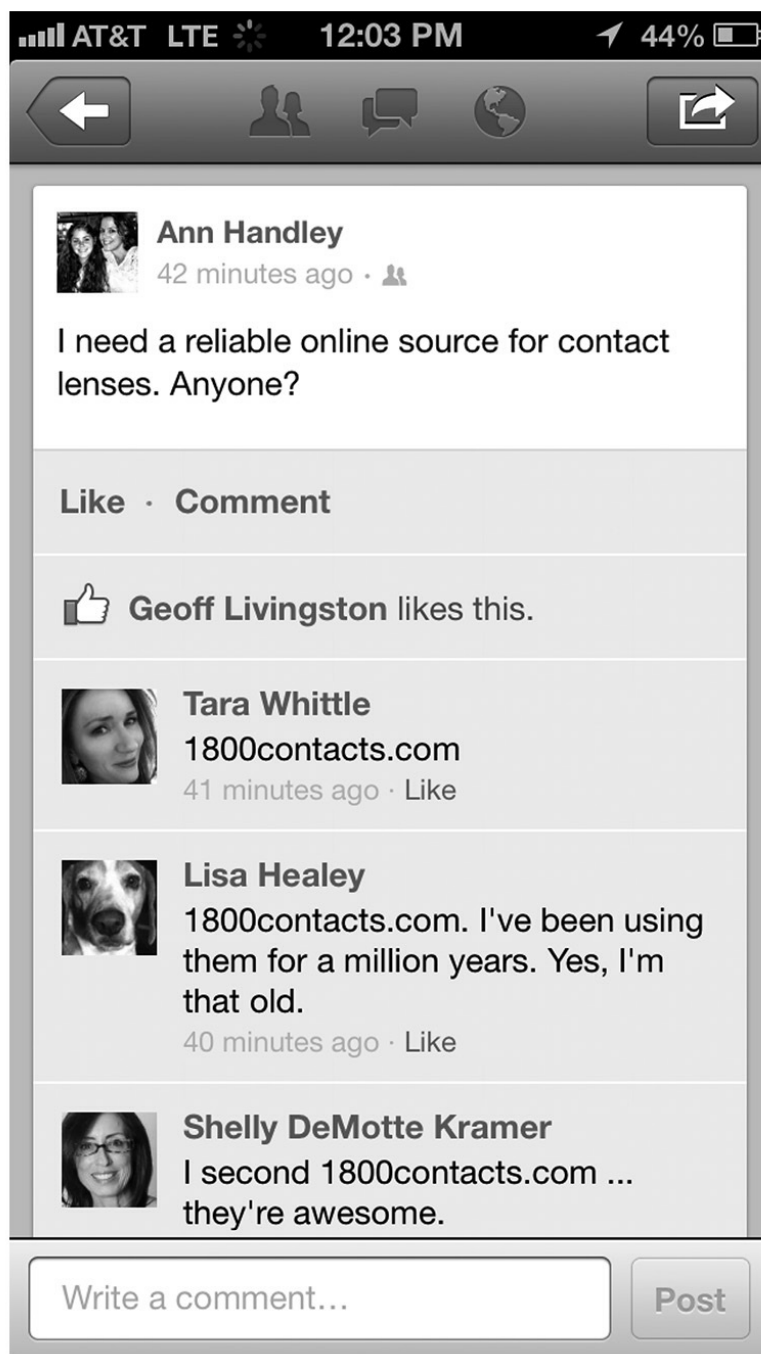 AT&T LTE 12:03 PM 44%
Ann Handley
42 minutes ago ·
I need a reliable online source for contact
lenses. Anyone?
Like · Comment
Geoff Livingston likes this.
Tara Whittle
1800contacts.com
41 minutes ago · Like
Lisa Healey
1800contacts.com. I've been using
them for a million years. Yes, I'm
that old.
40 minutes ago · Like
Shelly DeMotte Kramer
I second 1800contacts.com ...
they're awesome.
Write a comment... Post